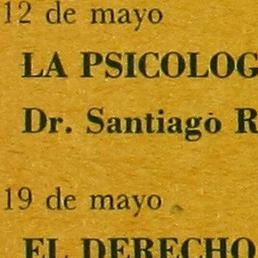 12 de mayo
LA PSICOLOG
Dr. Santiago R
19 de mayo
EL DERECHO